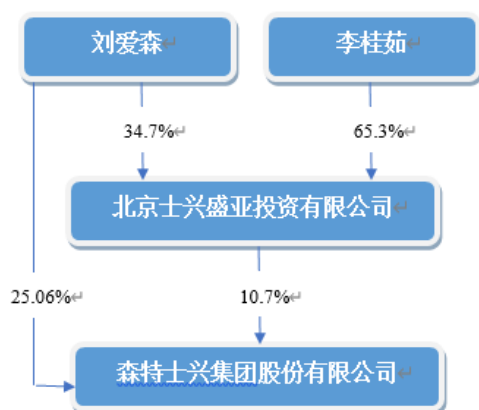 刘爱森
李桂茹
34.7%
65.3%
北京士兴盛亚投资有限公司
25.06%
10.7%
森特士兴集团股份有限公司